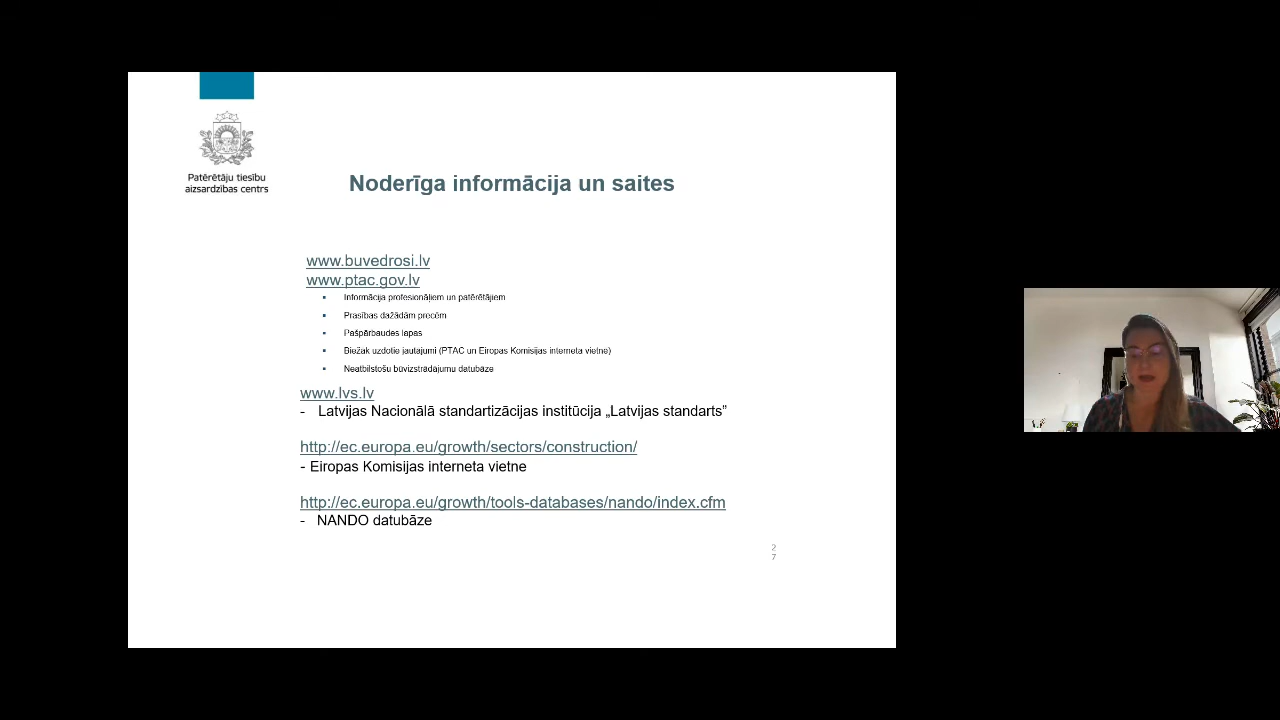 Patērētāju tiesību
aizsardzības centrs
Noderīga informācija un saites
www.buvedrosi.lv
www.ptac.gov.lv
▪ Informācija profesionāļiem un patērētājiem
▪ Prasības dažādām precēm
▪ Pašpārbaudes lapas
▪ Biežāk uzdotie jautājumi (PTAC un Eiropas Komisijas interneta vietne)
▪ Neatbilstošu būvizstrādājumu datubāze
www.lvs.lv
- Latvijas Nacionālā standartizācijas institūcija „Latvijas standarts”
http://ec.europa.eu/growth/sectors/construction/
- Eiropas Komisijas interneta vietne
http://ec.europa.eu/growth/tools-databases/nando/index.cfm
- NANDO datubāze
2
7